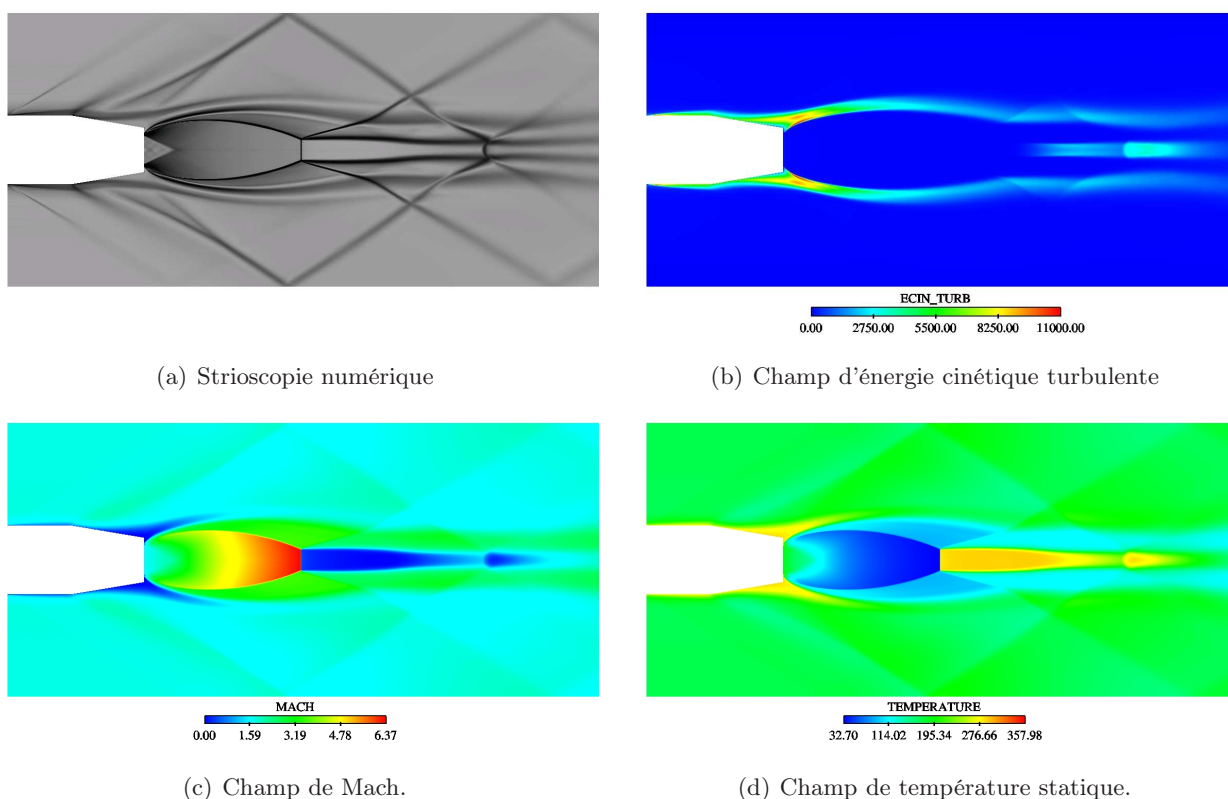 ECIN_TURB
0.00 2750.00 5500.00 8250.00 11000.00
(a) Strioscopie numérique
(b) Champ d'énergie cinétique turbulente
MACH
0.00 1.59 3.19 4.78 6.37
TEMPERATURE
32.70 114.02 195.34 276.66 357.98
(c) Champ de Mach.
(d) Champ de température statique.